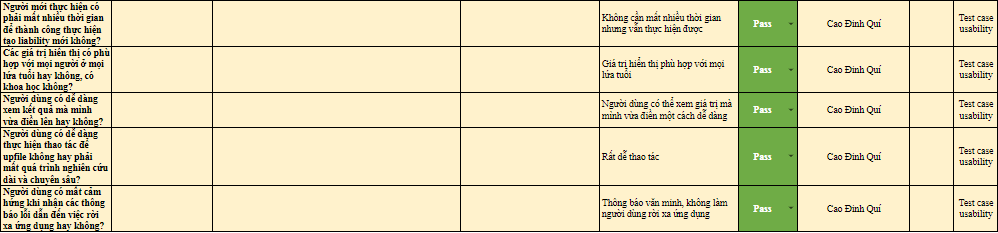 Người mới thực hiện có
phải mất nhiều thời gian
để thành công thực hiện
tạo liability mới không?
Không cần mất nhiều thời gian
nhưng vẫn thực hiện được
Pass
Cao Đình Quí
Test case
usability
Các giá trị hiển thị có phù
hợp với mọi người ở mọi
lứa tuổi hay không, có
khoa học không?
Giá trị hiển thị phù hợp với mọi
lứa tuổi
Pass
Cao Đình Quí
Test case
usability
Người dùng có dễ dàng
xem kết quả mà mình
vừa điền lên hay không?
Người dùng có thể xem giá trị mà
mình vừa điền một cách dễ dàng
Pass
Cao Đình Quí
Test case
usability
Người dùng có dễ dàng
thực hiện thao tác để
upfile không hay phải
mất quá trình nghiên cứu
dài và chuyên sâu?
Rất dễ thao tác
Pass
Cao Đình Quí
Test case
usability
Người dùng có mất cảm
hứng khi nhận các thông
báo lỗi dẫn đến việc rời
xa ứng dụng hay không?
Thông báo văn minh, không làm
người dùng rời xa ứng dụng
Pass
Cao Đình Quí
Test case
usability